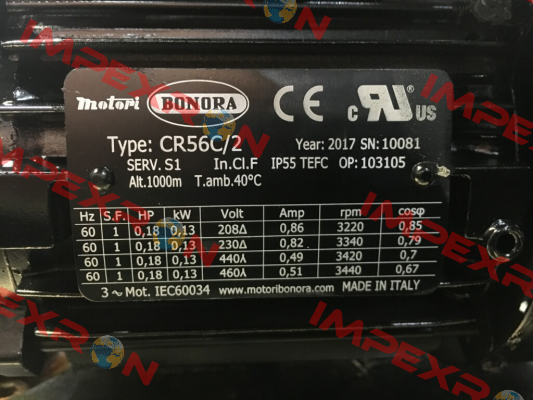 motori BONORA CE c RU US
Type: CR56C/2 Year: 2017 SN: 10081
SERV. S1 In.Cl.F IP55 TEFC OP: 103105
Alt.1000m T.amb.40°C
Hz S.F. HP kW Volt Amp rpm cosφ
60 1 0,18 0,13 208Δ 0,86 3220 0,85
60 1 0,18 0,13 230Δ 0,82 3340 0,79
60 1 0,18 0,13 440⅄ 0,49 3420 0,7
60 1 0,18 0,13 460⅄ 0,51 3440 0,67
3~Mot. IEC60034 www.motoribonora.com MADE IN ITALY
IMPEXRON
IMPEXRON
IMPEXRON
IMPEXRON